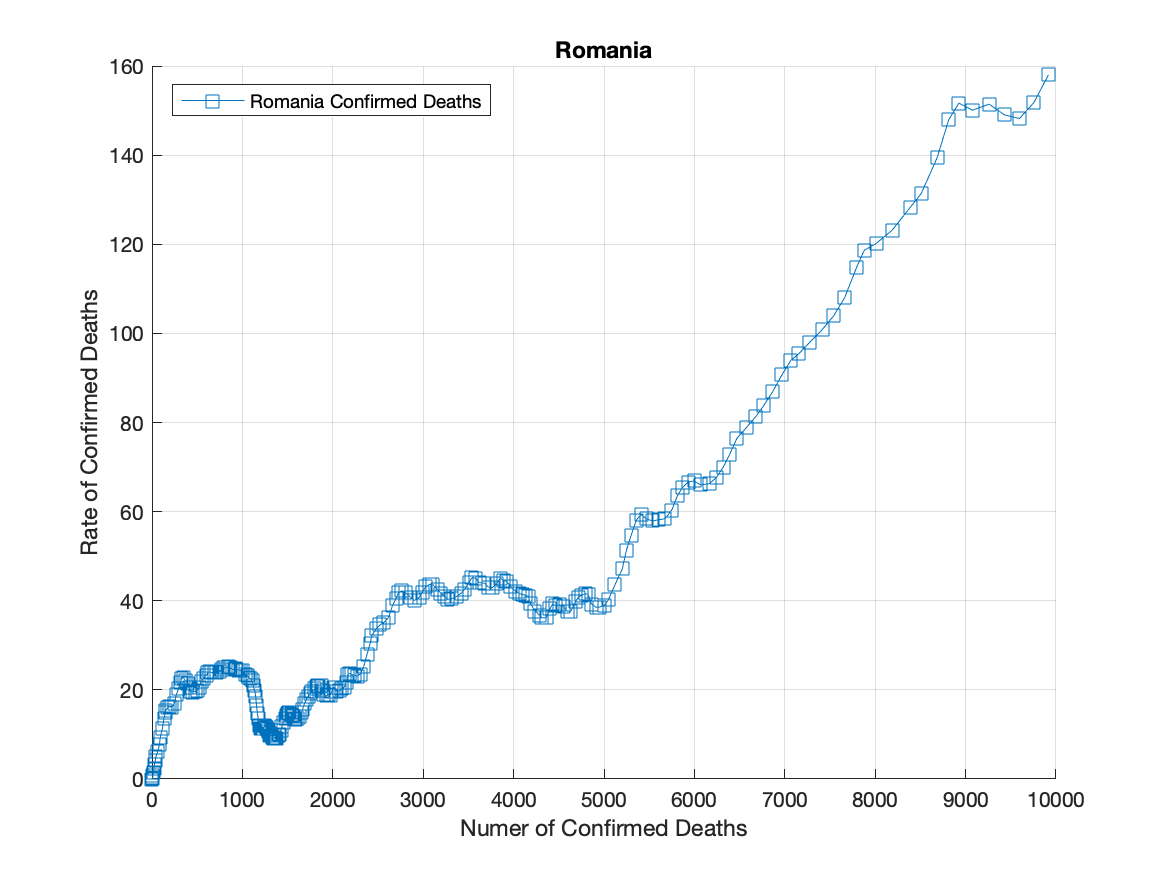 Romania
Romania Confirmed Deaths
160
140
120
100
80
60
40
20
0
Rate of Confirmed Deaths
0 1000 2000 3000 4000 5000 6000 7000 8000 9000 10000
Numer of Confirmed Deaths